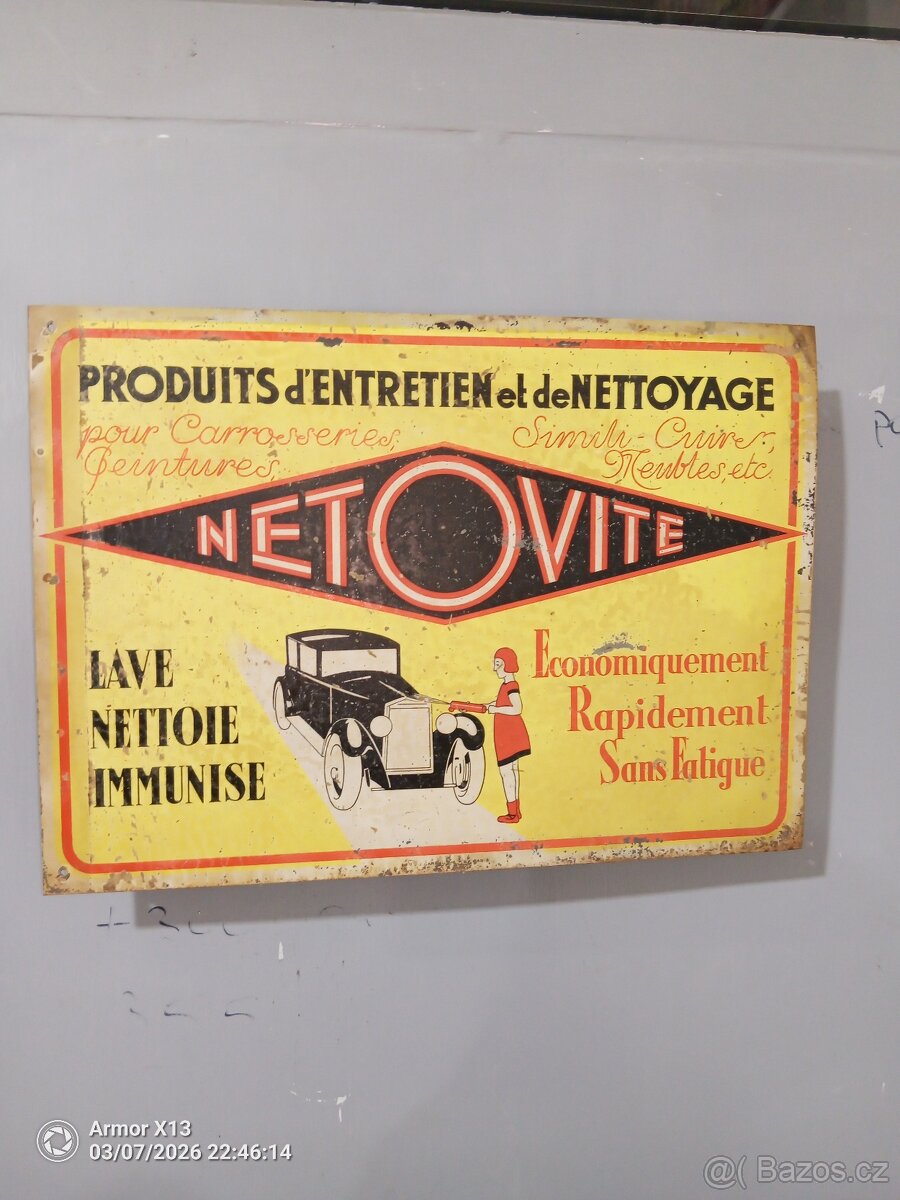 PRODUITS d'ENTRETIEN et de NETTOYAGE
pour Carrosseries, Simili-Cuirs,
Peintures, Meubles, etc.
NETOVITE
LAVE
NETTOIE
IMMUNISE
Economiquement
Rapidement
Sans Fatigue
Armor X13
03/07/2026 22:46:14
@( Bazos.cz